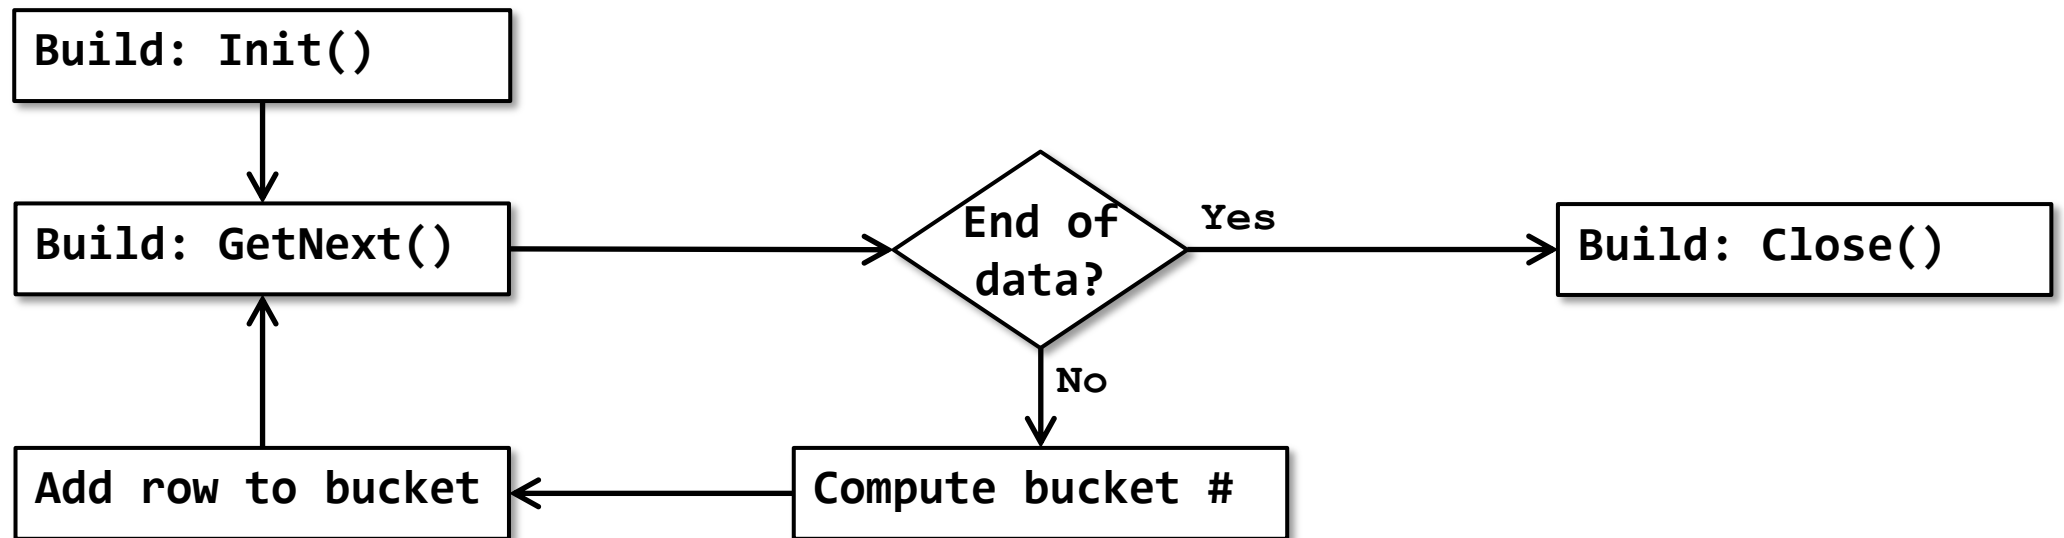 Build: Init()
Build: GetNext()
End of
data?
Yes
Build: Close()
No
Add row to bucket
Compute bucket #